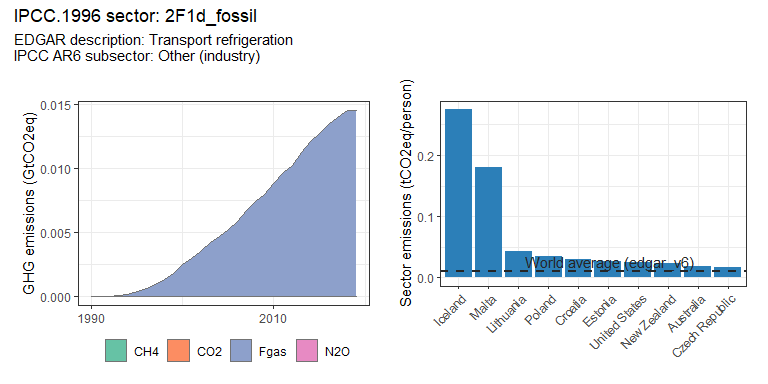 IPCC.1996 sector: 2F1d_fossil
EDGAR description: Transport refrigeration
IPCC AR6 subsector: Other (industry)
GHG emissions (GtCO2eq)
0.015
0.010
0.005
0.000
1990
2010
CH4
CO2
Fgas
N2O
Sector emissions (tCO2eq/person)
0.2
0.1
0.0
World average (edgar_v6)
Iceland
Malta
Lithuania
Poland
Croatia
Estonia
United States
New Zealand
Australia
Czech Republic